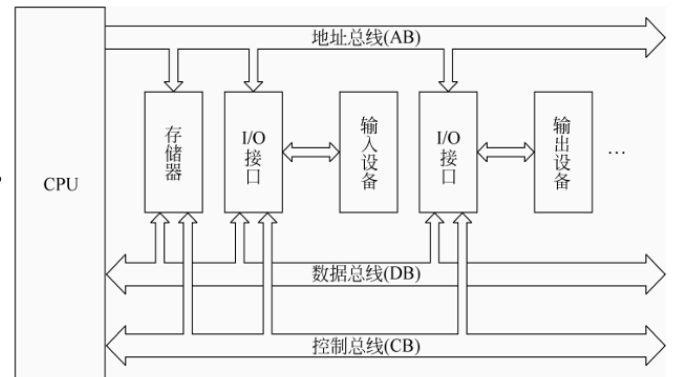 地址总线(AB)
存储器
I/O
接口
输入设备
I/O
接口
输出设备
…
CPU
数据总线(DB)
控制总线(CB)